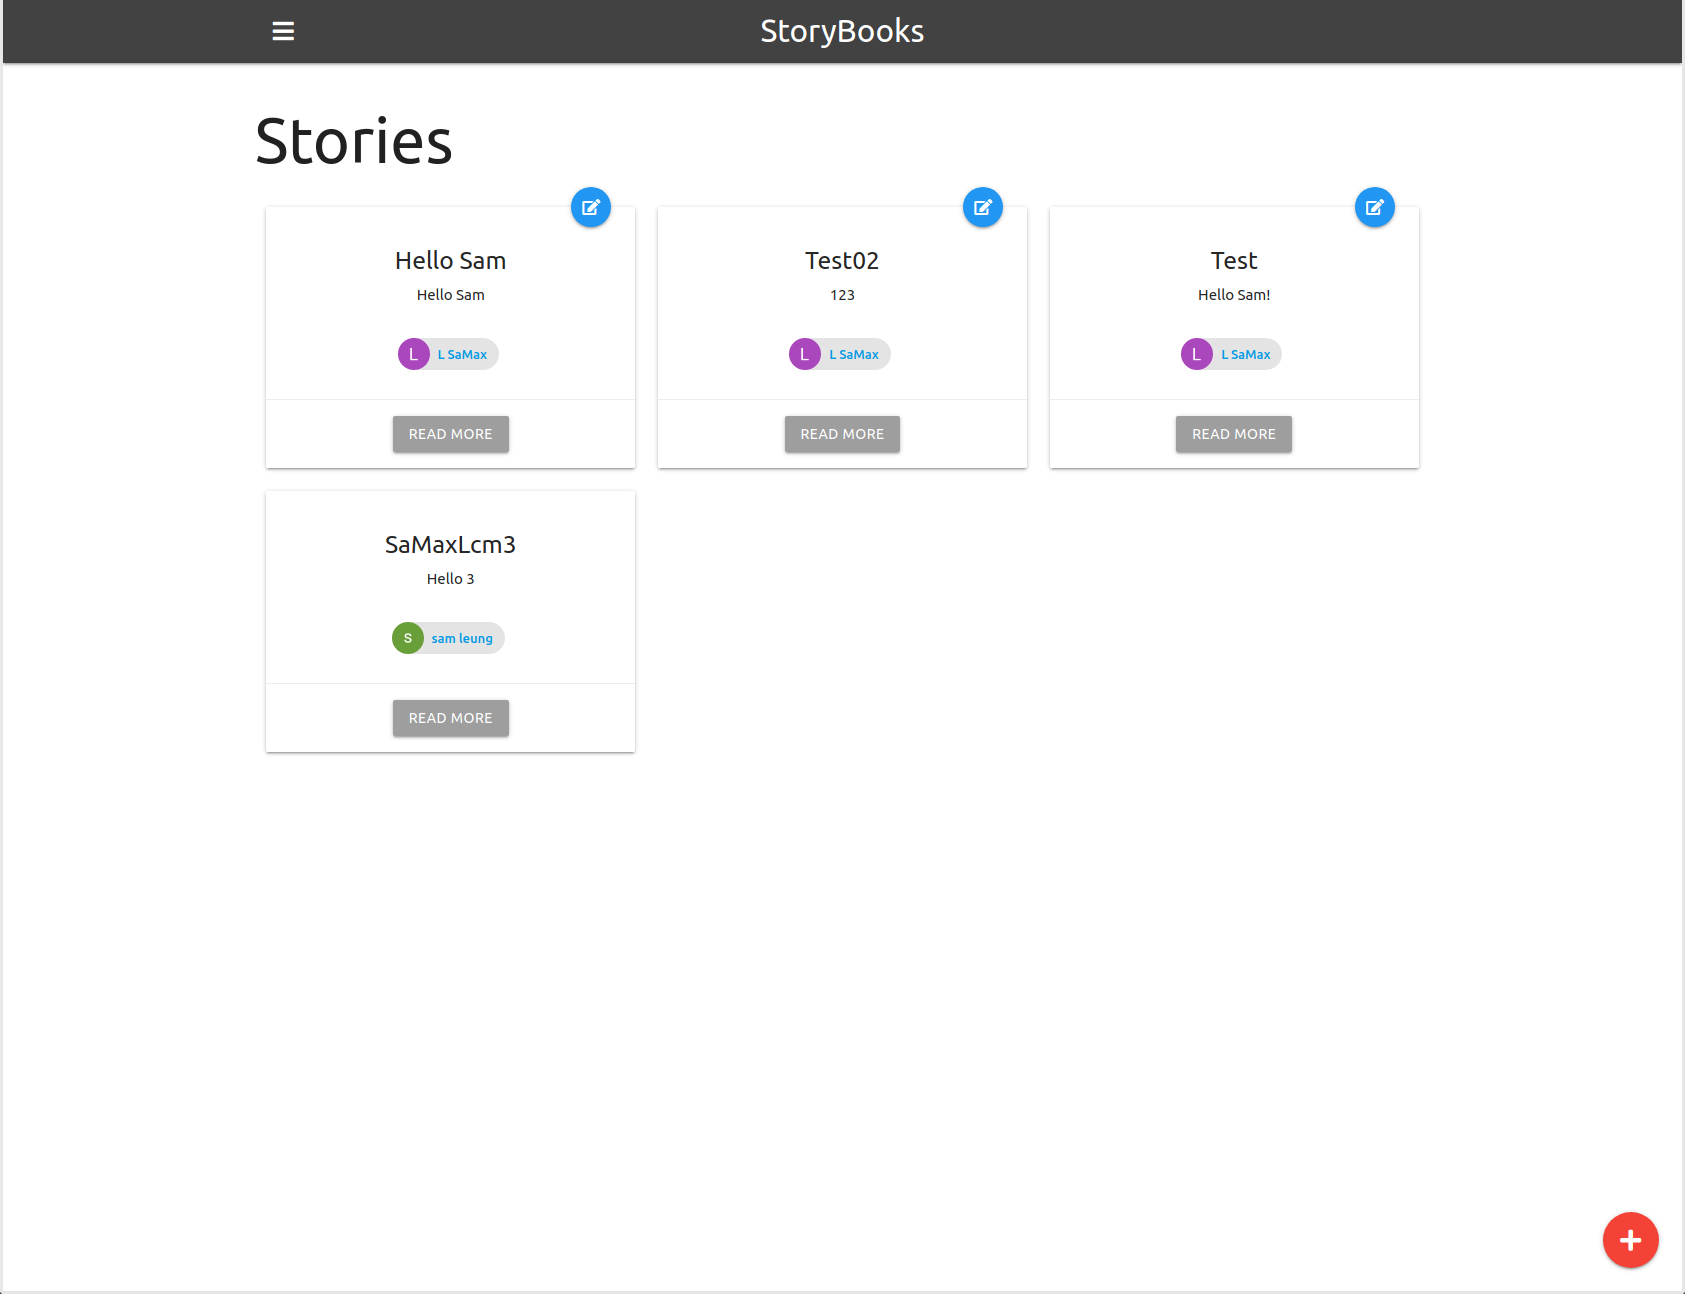 StoryBooks
Stories
Hello Sam
Hello Sam
L L SaMax
READ MORE
Test02
123
L L SaMax
READ MORE
Test
Hello Sam!
L L SaMax
READ MORE
SaMaxLcm3
Hello 3
S sam leung
READ MORE